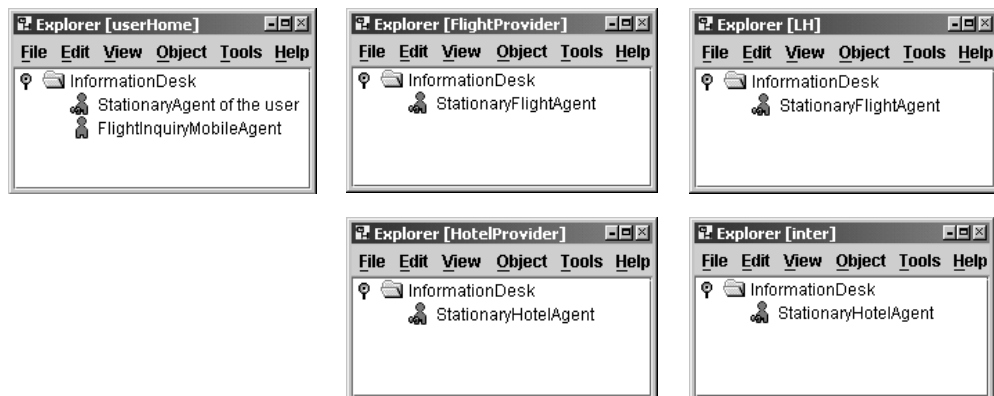 Explorer [userHome]
File Edit View Object Tools Help
InformationDesk
StationaryAgent of the user
FlightInquiryMobileAgent
Explorer [FlightProvider]
File Edit View Object Tools Help
InformationDesk
StationaryFlightAgent
Explorer [LH]
File Edit View Object Tools Help
InformationDesk
StationaryFlightAgent
Explorer [HotelProvider]
File Edit View Object Tools Help
InformationDesk
StationaryHotelAgent
Explorer [inter]
File Edit View Object Tools Help
InformationDesk
StationaryHotelAgent